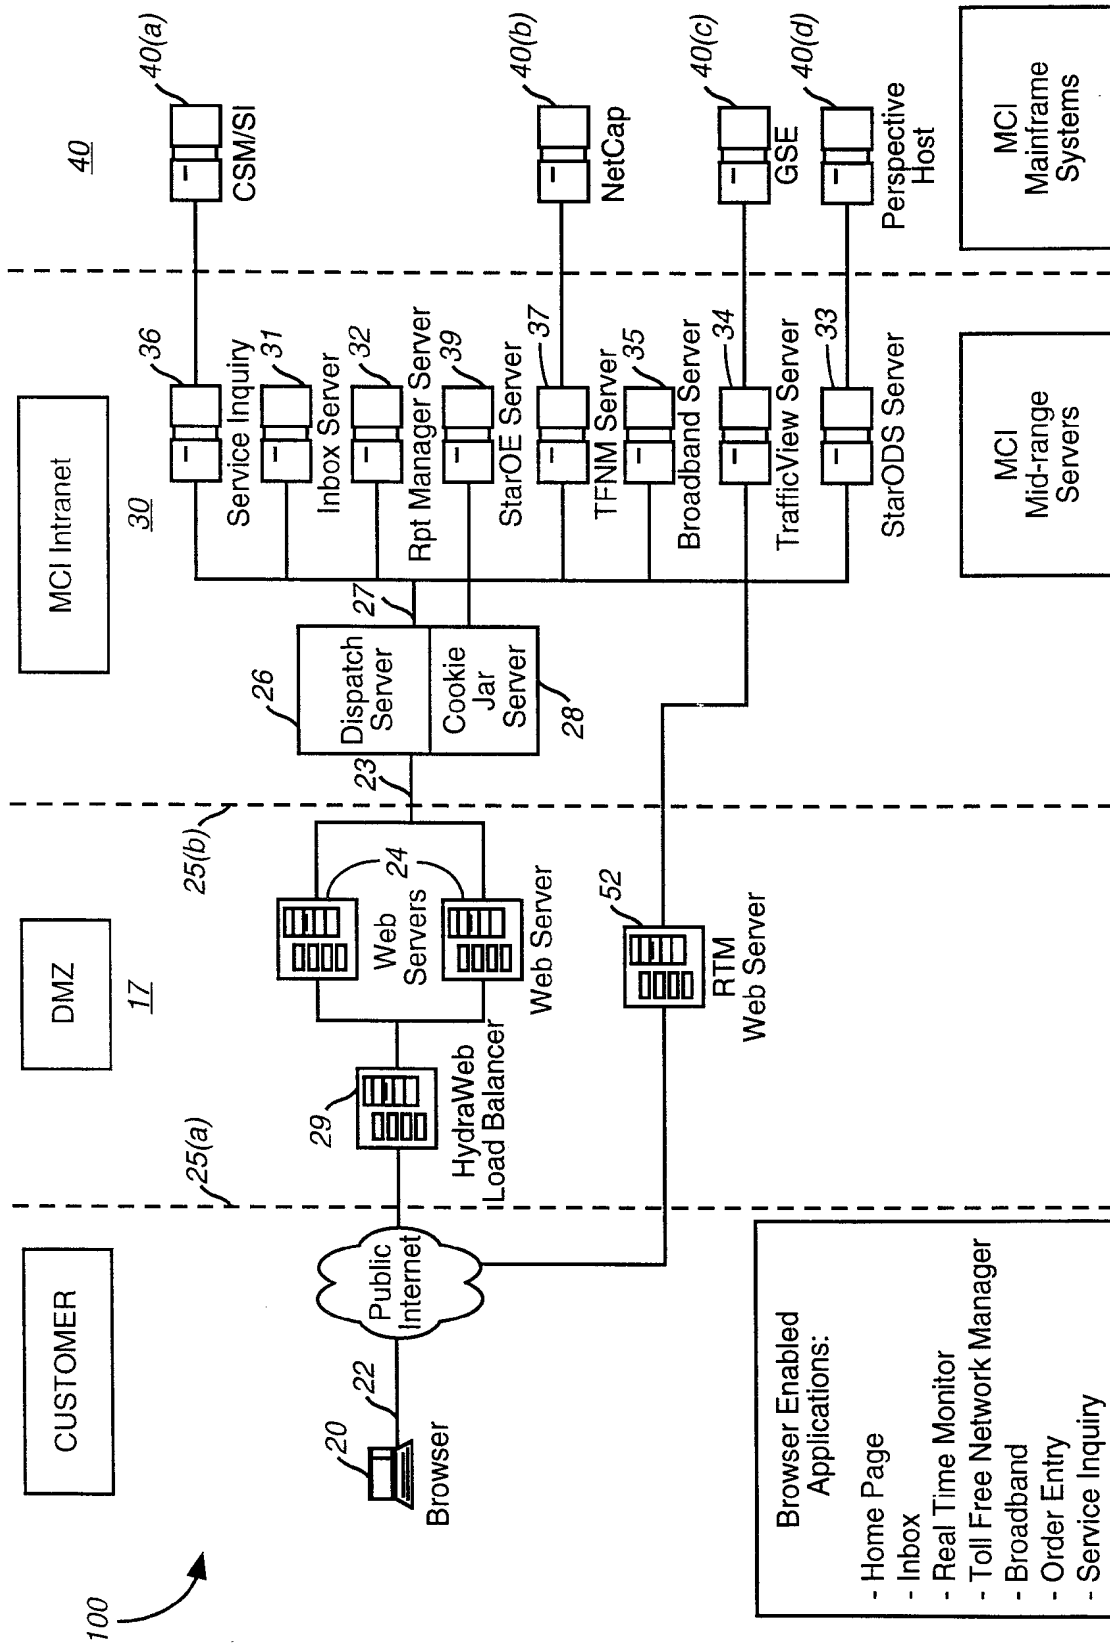 100
CUSTOMER
25(a)
DMZ
17
25(b)
MCI Intranet
30
40
20
22
Browser
Public
Internet
29
HydraWeb
Load Balancer
24
Web
Servers
Web Server
52
RTM
Web Server
23
26
Dispatch
Server
Cookie
Jar
Server
28
27
36
Service Inquiry
31
Inbox Server
32
Rpt Manager Server
39
StarOE Server
37
TFNM Server
35
Broadband Server
34
TrafficView Server
33
StarODS Server
40(a)
CSM/SI
40(b)
NetCap
40(c)
GSE
40(d)
Perspective
Host
Browser Enabled
Applications:
- Home Page
- Inbox
- Real Time Monitor
- Toll Free Network Manager
- Broadband
- Order Entry
- Service Inquiry
MCI
Mid-range
Servers
MCI
Mainframe
Systems